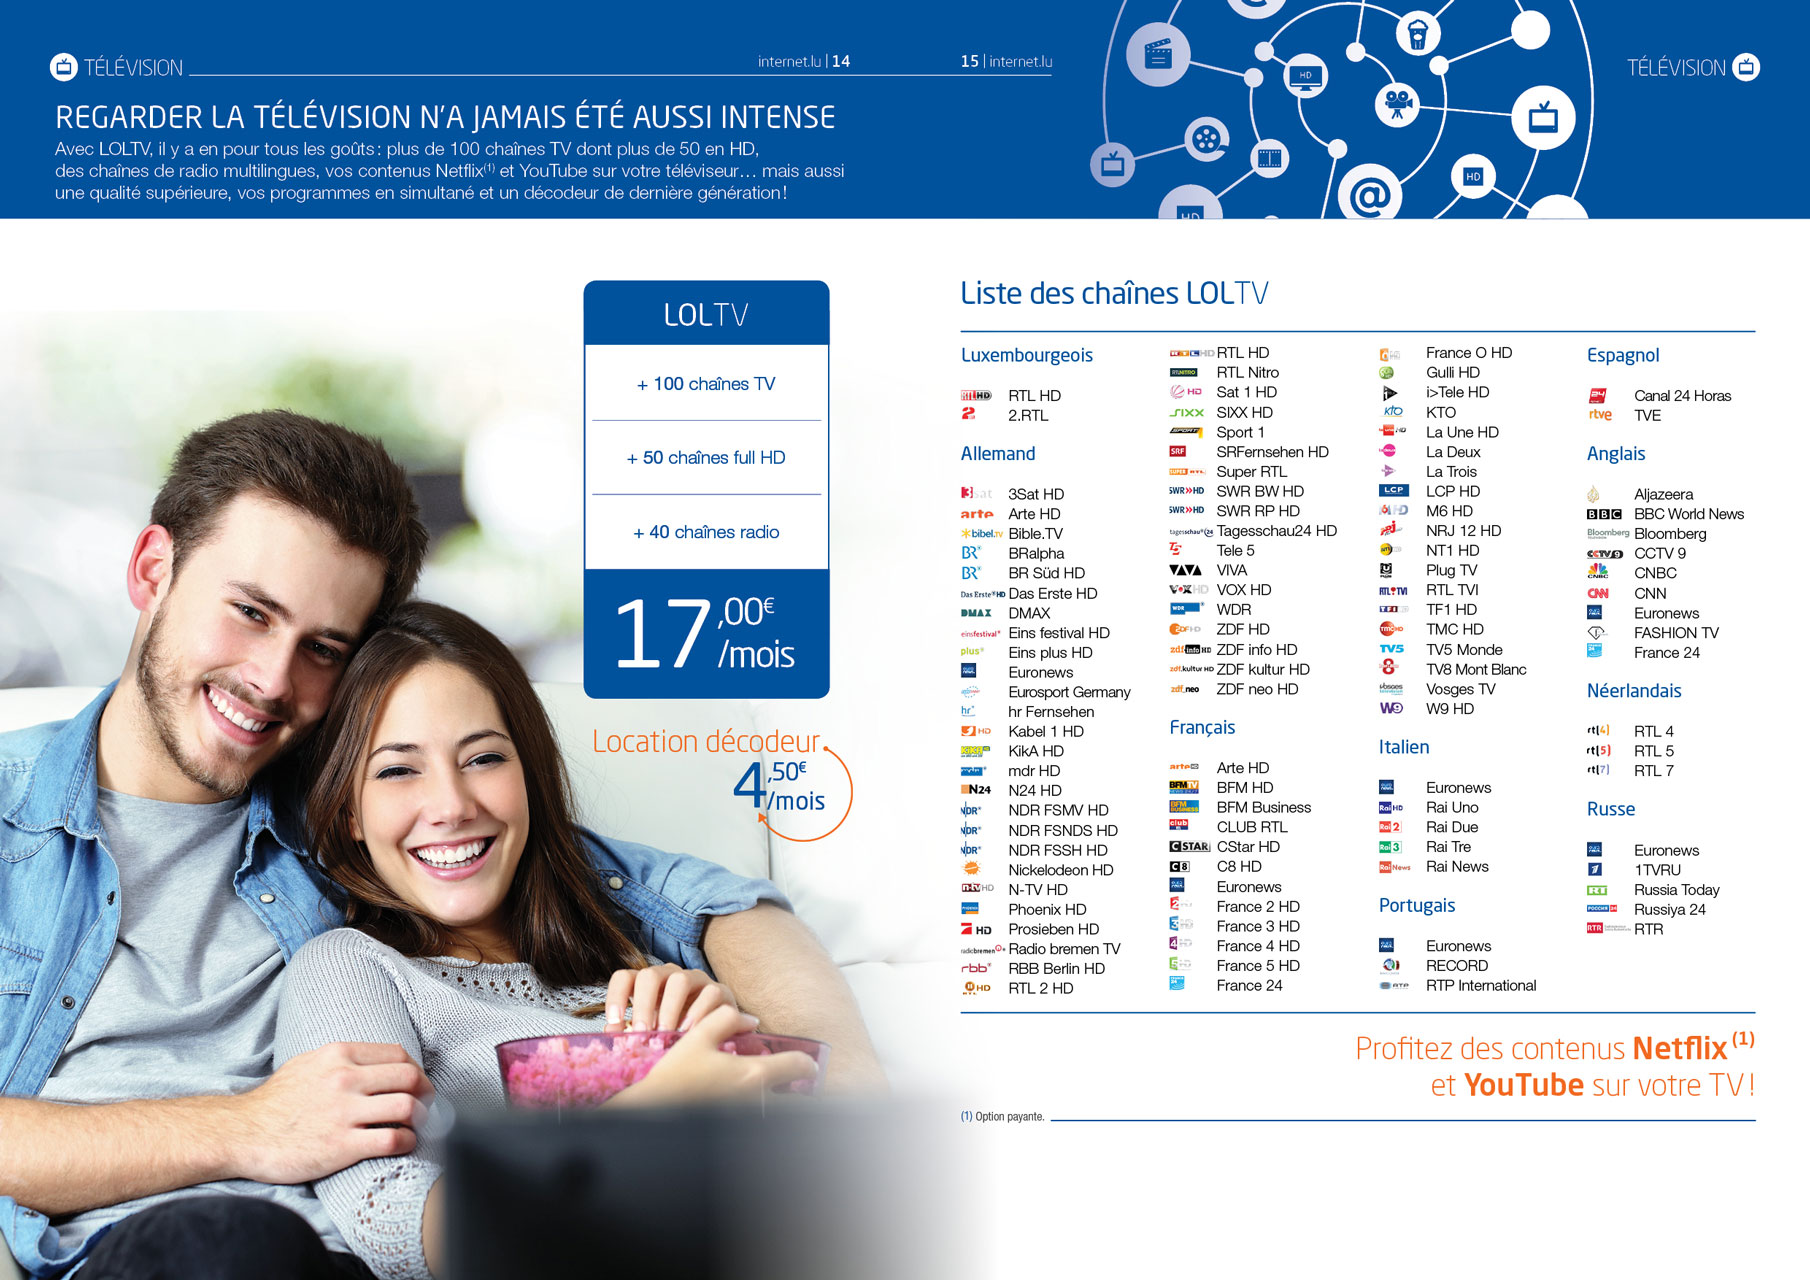 TÉLÉVISION
internet.lu | 14
REGARDER LA TÉLÉVISION N'A JAMAIS ÉTÉ AUSSI INTENSE
Avec LOLTV, il y a en pour tous les goûts : plus de 100 chaînes TV dont plus de 50 en HD,
des chaînes de radio multilingues, vos contenus Netflix(1) et YouTube sur votre téléviseur… mais aussi
une qualité supérieure, vos programmes en simultané et un décodeur de dernière génération !
15 | internet.lu
TÉLÉVISION
HD
HD
HD
@
LOLTV
+ 100 chaînes TV
+ 50 chaînes full HD
+ 40 chaînes radio
17,00€
/mois
Location décodeur
4,50€
/mois
Liste des chaînes LOLTV
Luxembourgeois
RTL HD
2.RTL
Allemand
3Sat HD
Arte HD
Bible.TV
BRalpha
BR Süd HD
Das Erste HD
DMAX
Eins festival HD
Eins plus HD
Euronews
Eurosport Germany
hr Fernsehen
Kabel 1 HD
KikA HD
mdr HD
N24 HD
NDR FSMV HD
NDR FSNDS HD
NDR FSSH HD
Nickelodeon HD
N-TV HD
Phoenix HD
Prosieben HD
Radio bremen TV
RBB Berlin HD
RTL 2 HD
RTL HD
RTL Nitro
Sat 1 HD
SIXX HD
Sport 1
SRFernsehen HD
Super RTL
SWR BW HD
SWR RP HD
Tagesschau24 HD
Tele 5
VIVA
VOX HD
WDR
ZDF HD
ZDF info HD
ZDF kultur HD
ZDF neo HD
Français
Arte HD
BFM HD
BFM Business
CLUB RTL
CStar HD
C8 HD
Euronews
France 2 HD
France 3 HD
France 4 HD
France 5 HD
France 24
France O HD
Gulli HD
i>Tele HD
KTO
La Une HD
La Deux
La Trois
LCP HD
M6 HD
NRJ 12 HD
NT1 HD
Plug TV
RTL TVI
TF1 HD
TMC HD
TV5 Monde
TV8 Mont Blanc
Vosges TV
W9 HD
Italien
Euronews
Rai Uno
Rai Due
Rai Tre
Rai News
Portugais
Euronews
RECORD
RTP International
Espagnol
Canal 24 Horas
TVE
Anglais
Aljazeera
BBC World News
Bloomberg
CCTV 9
CNBC
CNN
Euronews
FASHION TV
France 24
Néerlandais
RTL 4
RTL 5
RTL 7
Russe
Euronews
1TVRU
Russia Today
Russiya 24
RTR
Profitez des contenus Netflix (1)
et YouTube sur votre TV !
(1) Option payante.